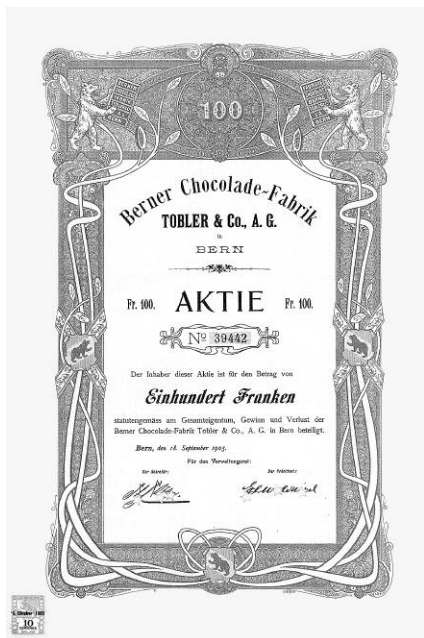 100
Berner Chocolade-Fabrik
TOBLER & Co., A. G.
in
BERN
Fr. 100. AKTIE Fr. 100.
No 39442
Der Inhaber dieser Aktie ist für den Betrag von
Einhundert Franken
statutengemäss am Gesamteigentum, Gewinn und Verlust der
Berner Chocolade-Fabrik Tobler & Co., A. G. in Bern beteiligt.
Bern, den 18. September 1905.
Für den Verwaltungsrat:
Der Sekretär: Der Präsident:
10